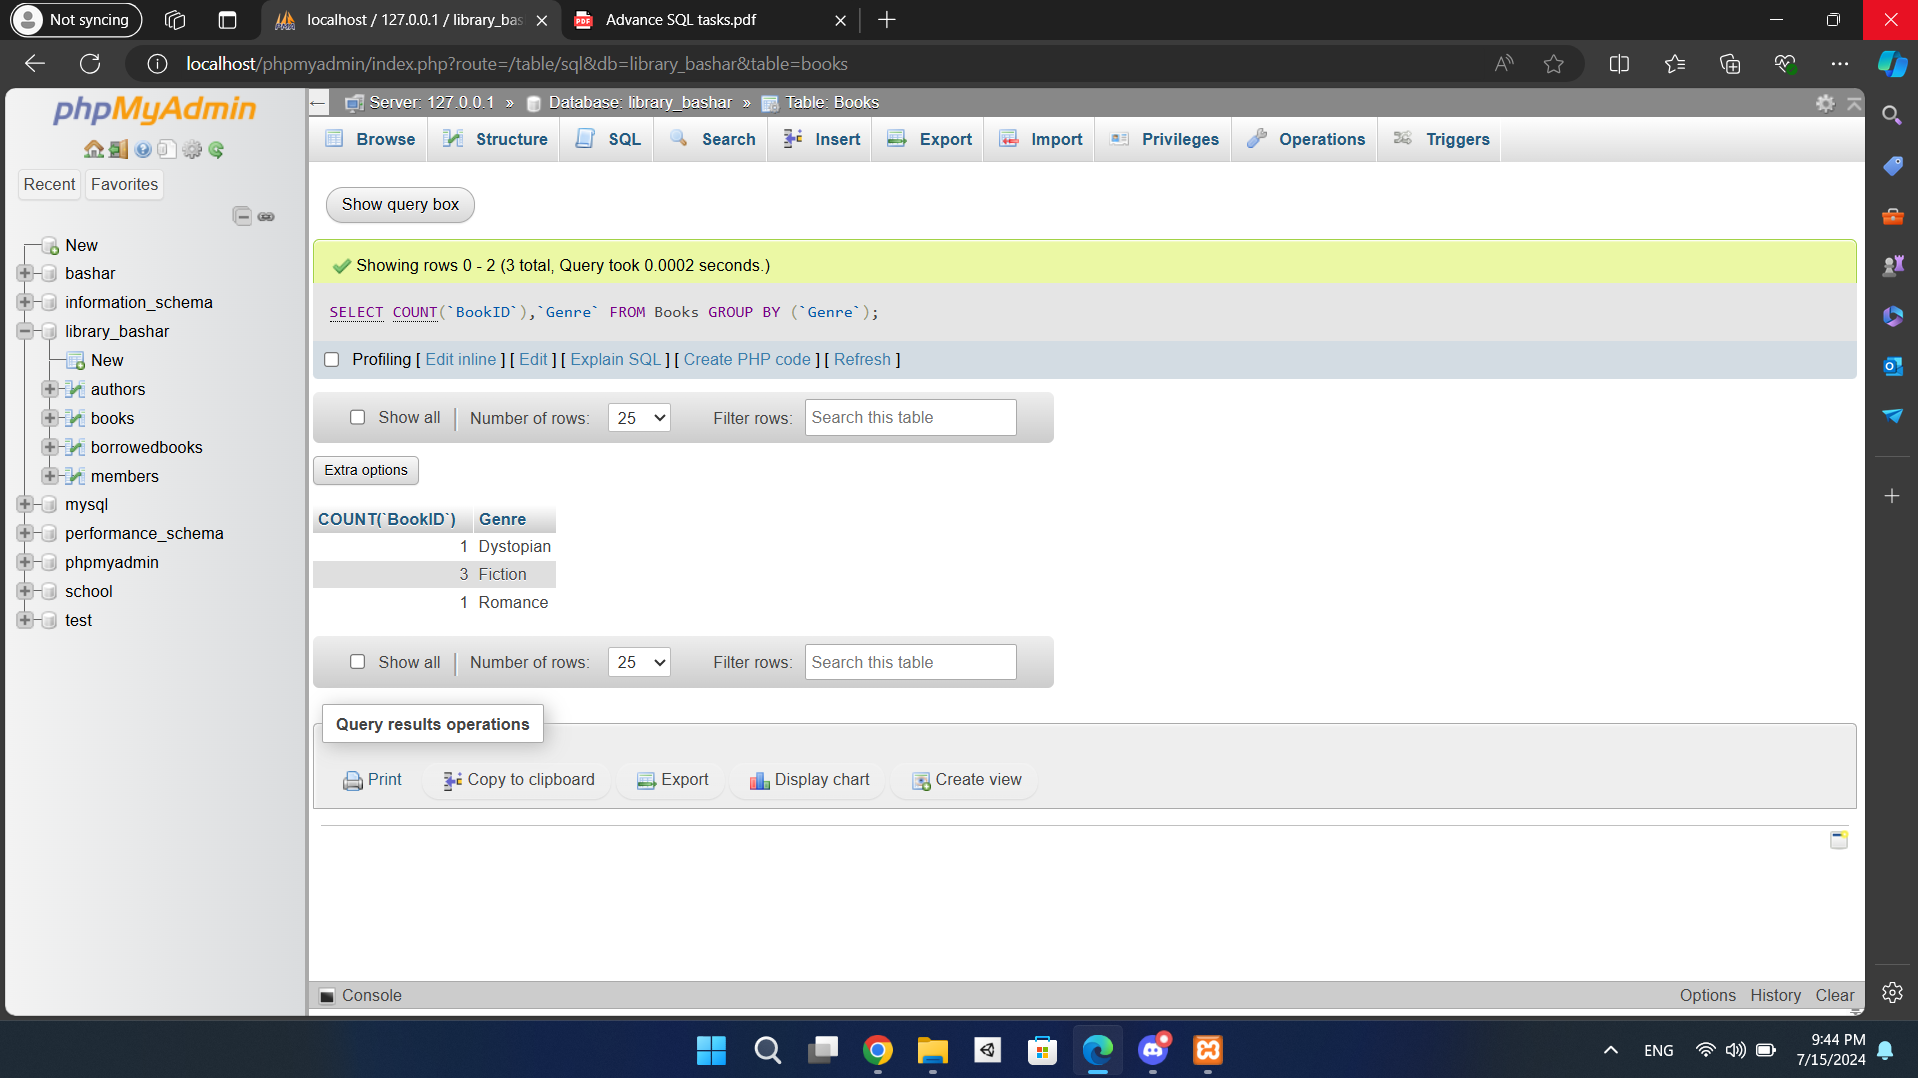 Not syncing
localhost / 127.0.0.1 / library_bas
Advance SQL tasks.pdf
localhost/phpmyadmin/index.php?route=/table/sql&db=library_bashar&table=books
phpMyAdmin
Recent
Favorites
New
bashar
information_schema
library_bashar
New
authors
books
borrowedbooks
members
mysql
performance_schema
phpmyadmin
school
test
Server: 127.0.0.1 » Database: library_bashar » Table: Books
Browse
Structure
SQL
Search
Insert
Export
Import
Privileges
Operations
Triggers
Show query box
Showing rows 0 - 2 (3 total, Query took 0.0002 seconds.)
SELECT COUNT(`BookID`),`Genre` FROM Books GROUP BY (`Genre`);
Profiling [ Edit inline ] [ Edit ] [ Explain SQL ] [ Create PHP code ] [ Refresh ]
Show all | Number of rows: 25 Filter rows: Search this table
Extra options
COUNT(`BookID`) Genre
1 Dystopian
3 Fiction
1 Romance
Show all | Number of rows: 25 Filter rows: Search this table
Query results operations
Print
Copy to clipboard
Export
Display chart
Create view
Console
Options History Clear
ENG
9:44 PM
7/15/2024